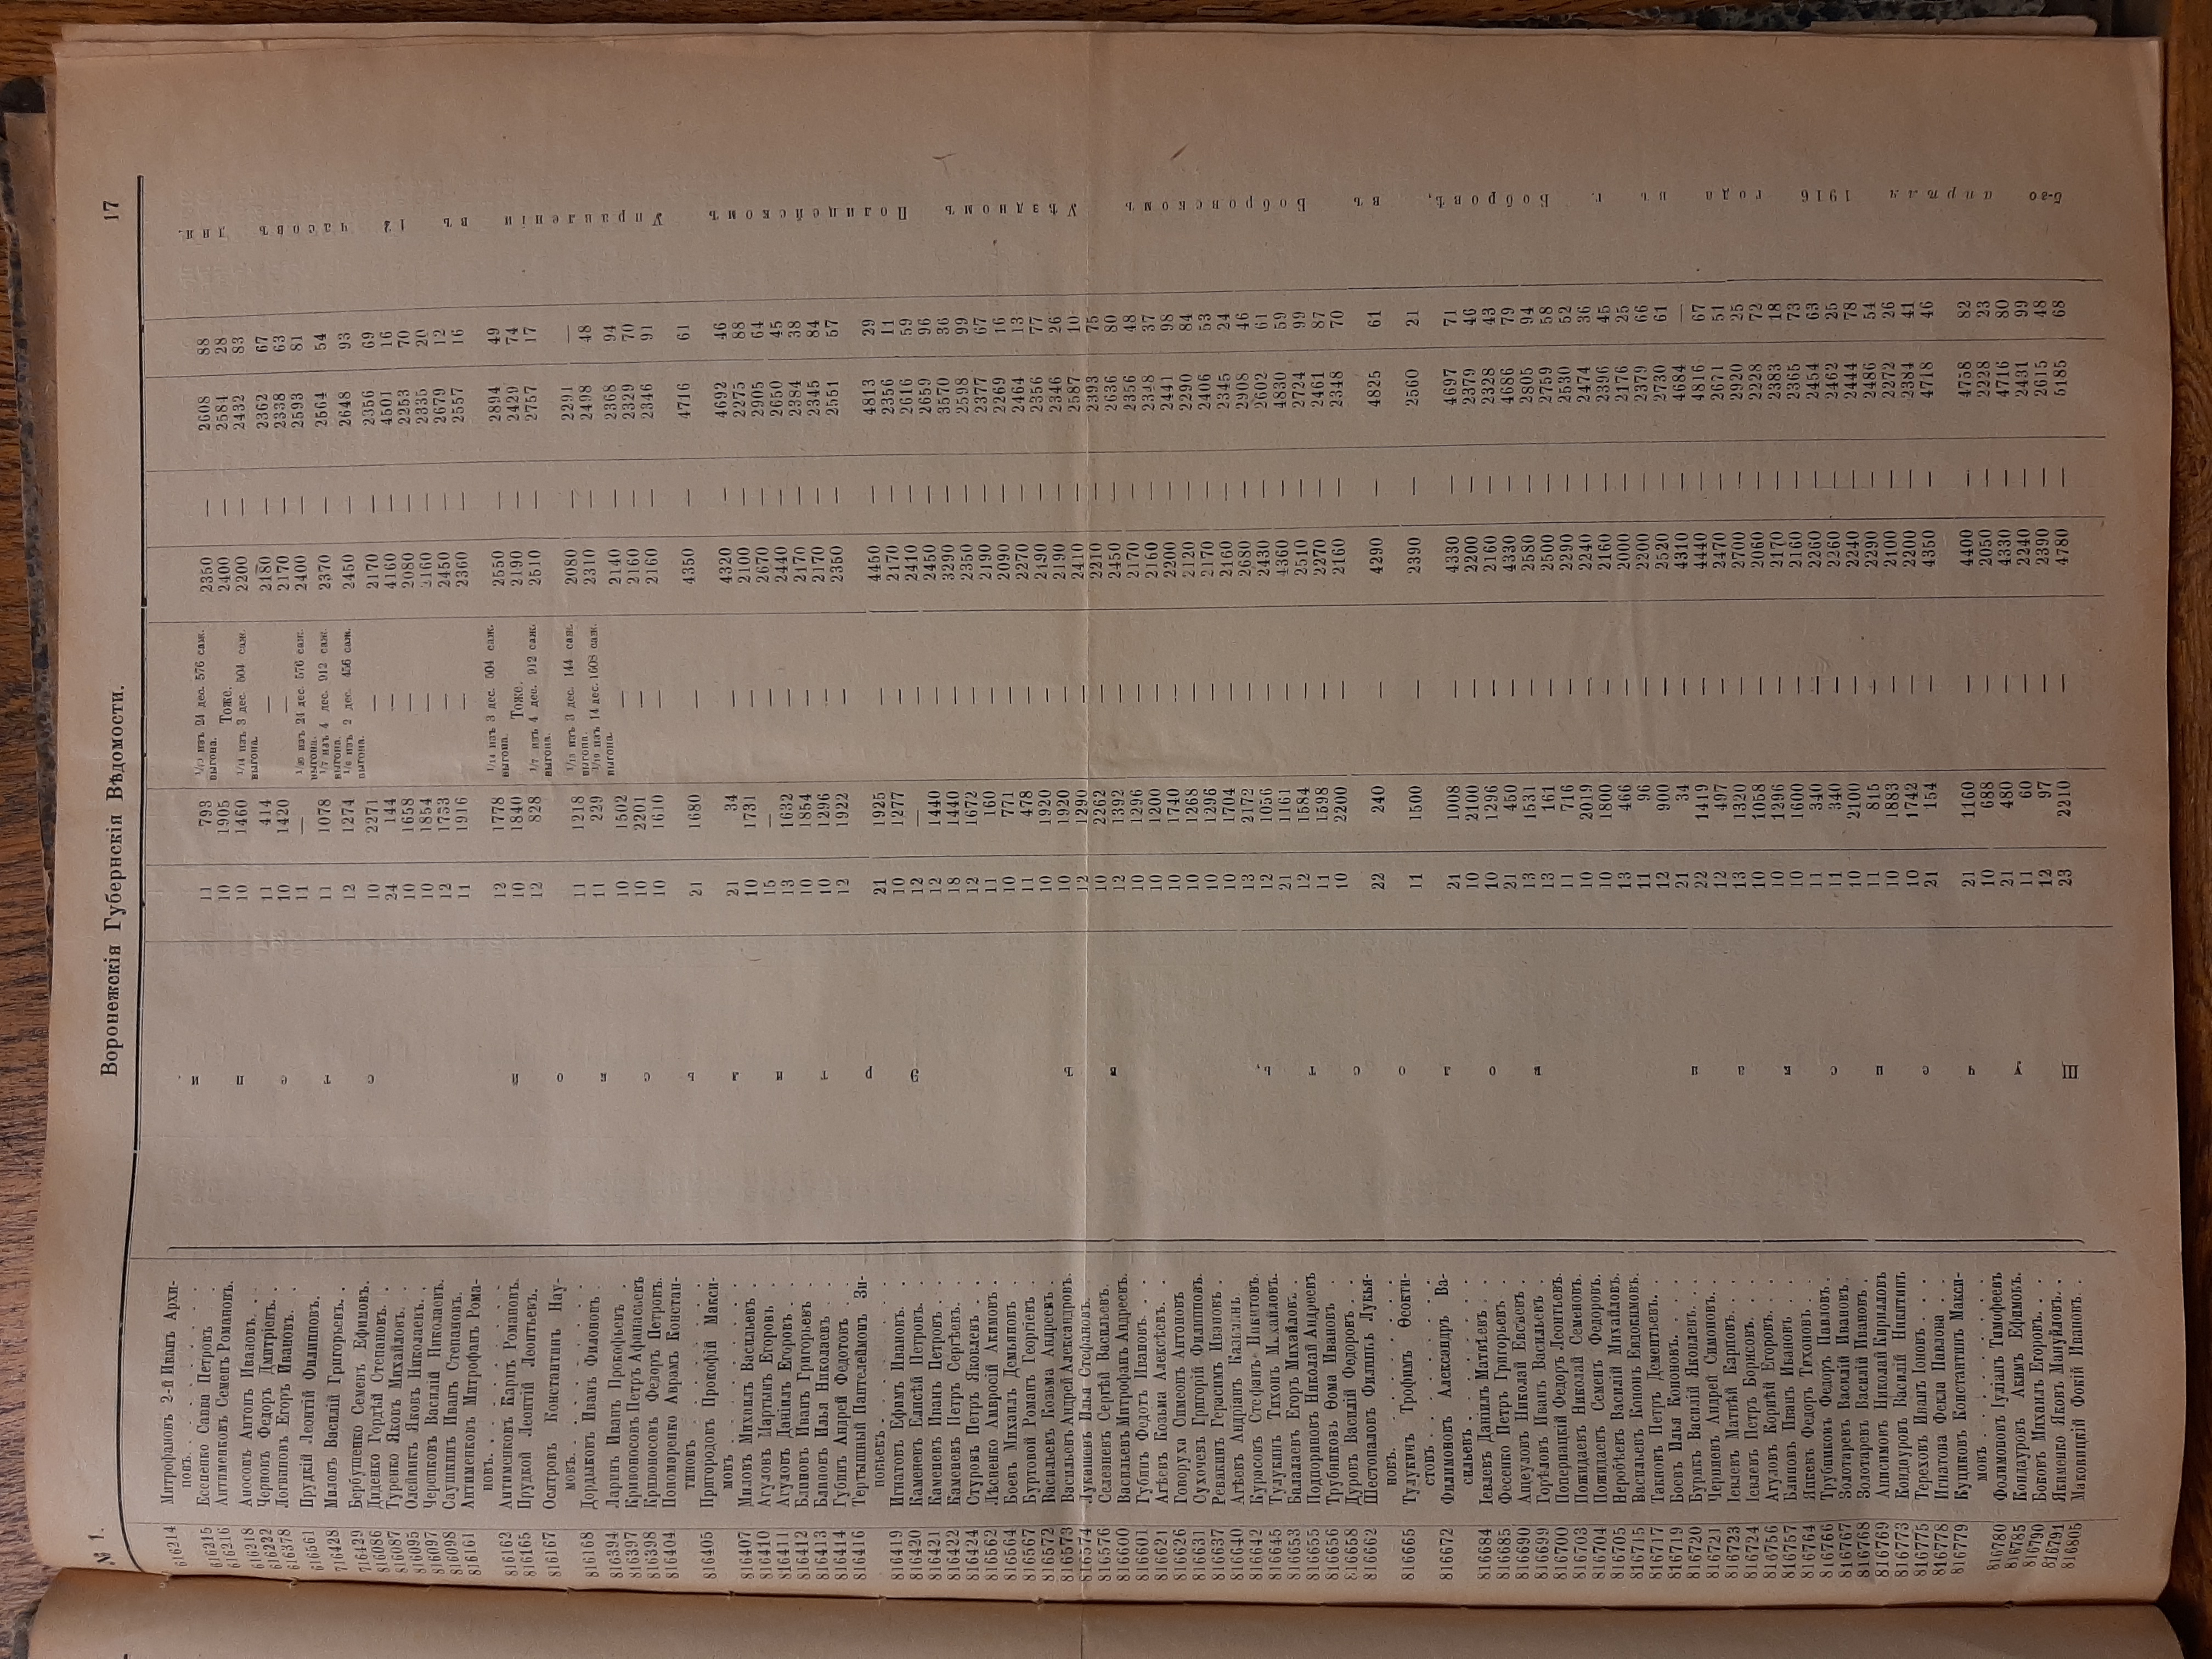 № 1. Воронежскія Губернскія Вѣдомости. 17
616214 Митрофановъ 2-й Иванъ Архи-
повъ. 11 793 1/19 изъ 24 дес. 576 саж. выгона. 2350 — 2608 88
616215 Есепенко Савва Петровъ 10 1905 Тоже. 2400 — 2584 28
616216 Антименковъ Семенъ Романовъ. 10 1460 1/14 изъ 3 дес. 504 саж. выгона. 2200 — 2432 83
616218 Аносовъ Антонъ Ивановъ. 11 414 — 2180 — 2362 67
616222 Черновъ Федоръ Дмитріевъ. 10 1420 — 2170 — 2338 63
616378 Логвиновъ Егоръ Ивановъ. 11 — 1/20 изъ 24 дес. 576 саж. выгона. 2400 — 2593 81
616561 Прудкій Леонтій Филипповъ. 11 1078 1/7 изъ 4 дес. 912 саж. выгона. 2370 — 2564 54
716428 Миловъ Василій Григорьевъ. 12 1274 1/6 изъ 2 дес. 456 саж. выгона. 2450 — 2648 93
716429 Бербушенко Семенъ Ефимовъ. 10 2271 — 2170 — 2356 69
816086 Диденко Гордѣй Степановъ. 24 144 — 4160 — 4501 16
816087 Туренко Яковъ Михайловъ. 10 1658 — 2080 — 2253 70
816095 Олейникъ Яковъ Николаевъ. 10 1854 — 2160 — 2335 20
816097 Черепковъ Василій Николаевъ. 12 1733 — 2450 — 2679 12
816098 Саушкинъ Иванъ Степановъ. 11 1916 — 2360 — 2557 16
816161 Антименковъ Митрофанъ Рома-
новъ. 12 1778 1/14 изъ 3 дес. 504 саж. выгона. 2550 — 2894 49
816162 Антименковъ Карпъ Романовъ. 10 1840 Тоже. 2190 — 2429 74
816165 Прудкой Леонтій Леонтьевъ. 12 828 1/7 изъ 4 дес. 912 саж. выгона. 2510 — 2757 17
816167 Осятровъ Константинъ Нау-
мовъ. 11 1218 1/13 изъ 3 дес. 144 саж. выгона. 2080 — 2291 —
816168 Дордыковъ Иванъ Филоновъ. 11 229 1/19 изъ 14 дес. 1608 саж. выгона. 2310 — 2498 48
816394 Ларинъ Иванъ Прокофьевъ. 10 1502 — 2140 — 2368 94
816397 Кривоносовъ Петръ Афанасьевъ 10 2201 — 2160 — 2329 70
816398 Кривоносовъ Федоръ Петровъ. 10 1610 — 2160 — 2346 91
816404 Пономаренко Аврамъ Констан-
тиновъ 21 1680 — 4350 — 4716 61
816405 Пригородовъ Прокофій Макси-
мовъ 21 34 — 4320 — 4692 46
816407 Миловъ Михаилъ Васильевъ. 10 1731 — 2100 — 2275 88
816410 Агуловъ Мартынъ Егоровъ. 15 — — 2670 — 2905 64
816411 Агуловъ Даніилъ Егоровъ. 13 1632 — 2440 — 2650 45
816412 Блиновъ Иванъ Григорьевъ. 10 1854 — 2170 — 2384 38
816413 Блиновъ Илья Николаевъ. 10 1296 — 2170 — 2345 84
816414 Губинъ Андрей Федотовъ. 12 1922 — 2350 — 2551 57
816416 Тертышный Пантелеймонъ Зи-
новьевъ. 21 1925 — 4450 — 4813 29
816419 Игнатовъ Ефимъ Ивановъ. 10 1277 — 2170 — 2356 11
816420 Каменевъ Елисѣй Петровъ. 12 — — 2410 — 2616 59
816421 Каменевъ Иванъ Петровъ. 12 1440 — 2450 — 2659 96
816422 Каменевъ Петръ Сергѣевъ. 18 1440 — 3290 — 3570 36
816424 Стуровъ Петръ Яковлевъ. 12 1672 — 2350 — 2598 99
816562 Лѣсненко Амвросій Акимовъ. 11 160 — 2190 — 2377 67
816564 Боевъ Михаилъ Демьяновъ. 10 771 — 2090 — 2269 16
816567 Буртовой Романъ Георгіевъ. 11 478 — 2270 — 2464 13
816572 Васильевъ Козьма Андреевъ. 10 1920 — 2190 — 2356 77
816573 Васильевъ Андрей Александровъ. 10 1920 — 2190 — 2346 26
816574 Лукашевъ Илья Стефановъ. 12 1290 — 2410 — 2587 10
816576 Селезневъ Сергѣй Васильевъ. 10 2262 — 2210 — 2393 75
816600 Васильевъ Митрофанъ Андреевъ. 12 1392 — 2450 — 2636 80
816601 Губинъ Федотъ Ивановъ. 10 1296 — 2170 — 2356 48
816621 Агѣевъ Козьма Алексѣевъ. 10 1200 — 2160 — 2348 37
816626 Говоруха Симеонъ Антоновъ 10 1740 — 2200 — 2441 98
816631 Сухочевъ Григорій Филипповъ. 10 1268 — 2120 — 2290 84
816637 Ревякинъ Герасимъ Ивановъ. 10 1296 — 2170 — 2406 53
816640 Агѣевъ Андріанъ Казьминъ 10 1704 — 2160 — 2345 24
816642 Курасовъ Стефанъ Никитовъ. 13 2172 — 2680 — 2908 46
816645 Тулукинъ Тихонъ Михайловъ. 12 1056 — 2430 — 2602 61
816653 Балалаевъ Егоръ Михайловъ. 21 1161 — 4360 — 4830 59
816655 Подпориновъ Николай Андреевъ 12 1584 — 2510 — 2724 99
816656 Трубниковъ Ѳома Ивановъ. 11 1598 — 2270 — 2461 87
816658 Дуровъ Василій Федоровъ. 10 2200 — 2160 — 2348 70
816662 Шестопаловъ Филиппъ Лукья-
новъ. 22 240 — 4290 — 4825 61
816665 Тулукинъ Трофимъ Ѳеокти-
стовъ. 11 1500 — 2390 — 2560 21
816672 Филимоновъ Александръ Ва-
сильевъ. 21 1008 — 4330 — 4697 71
816684 Іевлевъ Даніилъ Матвѣевъ. 10 2100 — 2200 — 2379 46
816685 Фесенко Петръ Григорьевъ. 10 1296 — 2160 — 2328 43
816690 Ащеуловъ Николай Евсѣевъ. 21 450 — 4330 — 4686 79
816699 Горѣловъ Иванъ Васильевъ. 13 1531 — 2580 — 2805 94
816700 Попернацкій Федоръ Леонтьевъ. 13 161 — 2500 — 2759 58
816703 Пожидаевъ Николай Семеновъ. 11 716 — 2290 — 2530 52
816704 Пожидаевъ Семенъ Федоровъ. 10 2019 — 2240 — 2474 36
816705 Неробѣевъ Василій Михайловъ. 10 1800 — 2160 — 2396 45
816715 Васильевъ Кононъ Евдокимовъ. 13 466 — 2000 — 2176 25
816717 Такновъ Петръ Дементьевъ. 11 96 — 2200 — 2379 66
816719 Боевъ Илья Кононовъ. 12 900 — 2520 — 2730 61
816720 Бурякъ Василій Яковлевъ. 21 34 — 4310 — 4684 —
816721 Черняевъ Андрей Симоновъ. 22 1419 — 4440 — 4816 67
816723 Іевлевъ Матвѣй Карповъ. 12 497 — 2470 — 2671 51
816724 Іевлевъ Петръ Борисовъ. 13 1320 — 2700 — 2920 25
816756 Агуловъ Корнѣй Егоровъ. 10 1058 — 2060 — 2228 72
816757 Блиновъ Иванъ Ивановъ. 10 1296 — 2170 — 2383 18
816764 Яцкевъ Федоръ Тихоновъ. 10 1600 — 2160 — 2365 73
816766 Трубниковъ Федоръ Павловъ. 11 340 — 2260 — 2454 63
816767 Золотаревъ Василій Ивановъ. 11 340 — 2260 — 2462 25
816768 Золотаревъ Василій Ивановъ. 10 2100 — 2240 — 2444 78
816769 Анисимовъ Николай Кирилловъ 11 815 — 2290 — 2486 54
816773 Кондауровъ Василій Никитинъ 10 1883 — 2100 — 2272 26
816775 Тереховъ Иванъ Іоновъ. 10 1742 — 2200 — 2384 41
816778 Игнатова Фекла Павлова. 21 154 — 4350 — 4718 46
816779 Куциковъ Константинъ Макси-
мовъ. 21 1160 — 4400 — 4758 82
816780 Фолимоновъ Іуліанъ Тимофеевъ 10 688 — 2050 — 2228 23
816785 Кондауровъ Акимъ Ефимовъ. 21 480 — 4330 — 4716 80
816790 Боковъ Михаилъ Егоровъ. 11 60 — 2240 — 2431 99
816791 Якименко Яковъ Мануйловъ. 12 97 — 2390 — 2615 48
816805 Маковицкій Фокій Ивановъ. 23 2210 — 4780 — 5185 68
Щученской волости, въ Эртильской степи.
5-го апрѣля 1916 года въ г. Бобровѣ, въ Бобровскомъ Уѣздномъ Полицейскомъ Управленіи въ 12 часовъ дня.